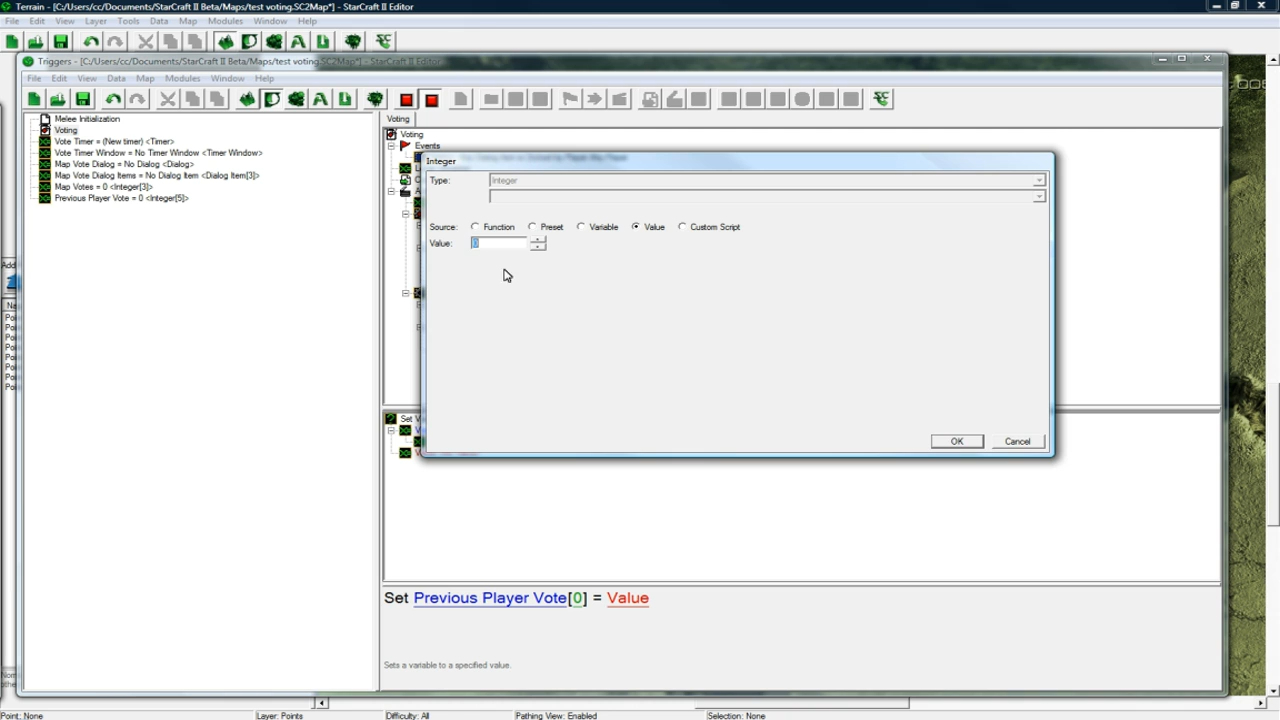 Terrain - [C:/Users/cc/Documents/StarCraft II Beta/Maps/test voting.SC2Map*] - StarCraft II Editor
File Edit View Layer Tools Data Map Modules Window Help
Triggers - [C:/Users/cc/Documents/StarCraft II Beta/Maps/test voting.SC2Map*] - StarCraft II Editor
File Edit View Data Map Modules Window Help
Melee Initialization
Voting
Vote Timer = (New timer) <Timer>
Vote Timer Window = No Timer Window <Timer Window>
Map Vote Dialog = No Dialog <Dialog>
Map Vote Dialog Items = No Dialog Item <Dialog Item[3]>
Map Votes = 0 <Integer[3]>
Previous Player Vote = 0 <Integer[5]>
Voting
Voting
Events
Integer
Type: Integer
Source: Function Preset Variable Value Custom Script
Value: 0
OK Cancel
Set V
Set Previous Player Vote[0] = Value
Sets a variable to a specified value.
Point: None Layer: Points Difficulty: All Pathing View: Enabled Selection: None